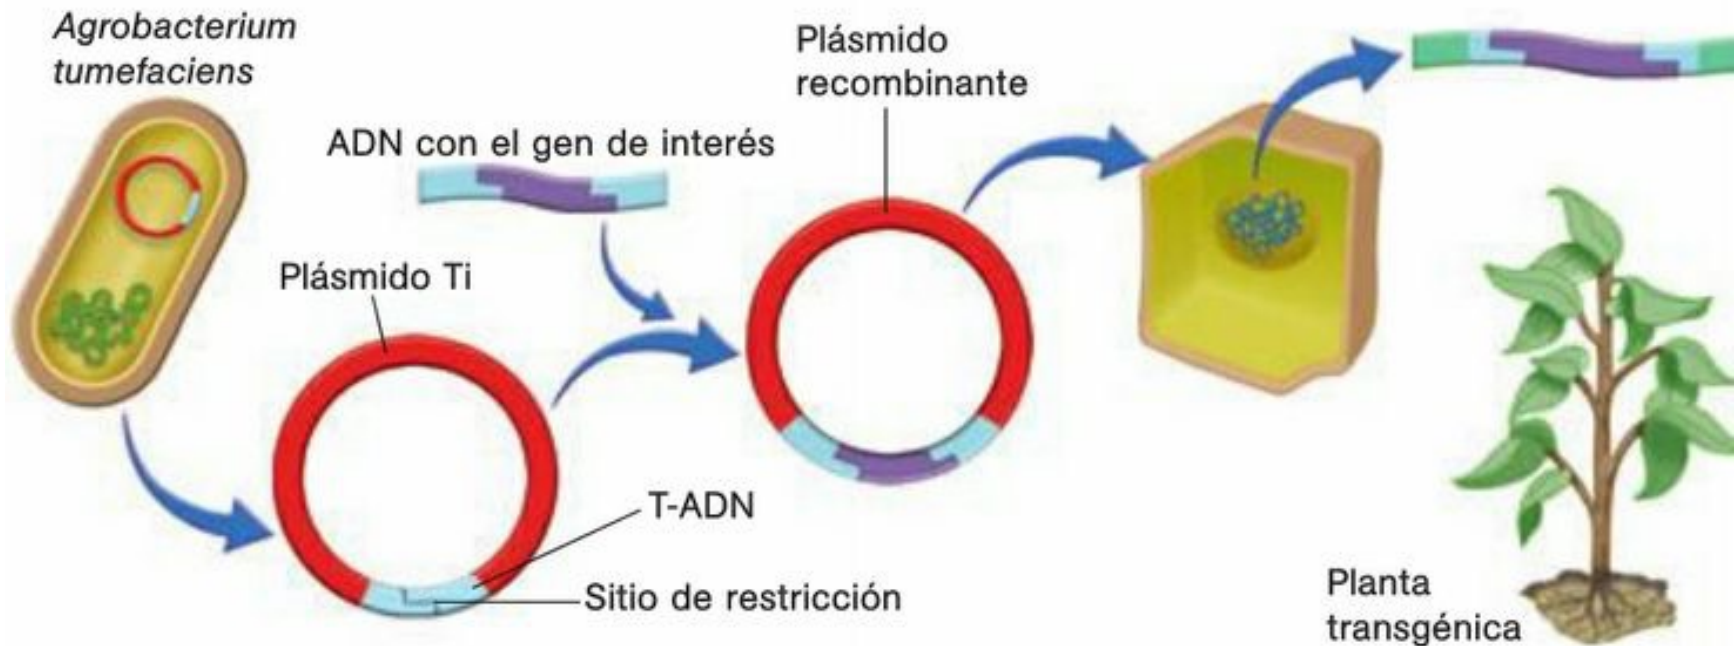 Agrobacterium
tumefaciens
ADN con el gen de interés
Plásmido
recombinante
Plásmido Ti
T-ADN
Sitio de restricción
Planta
transgénica